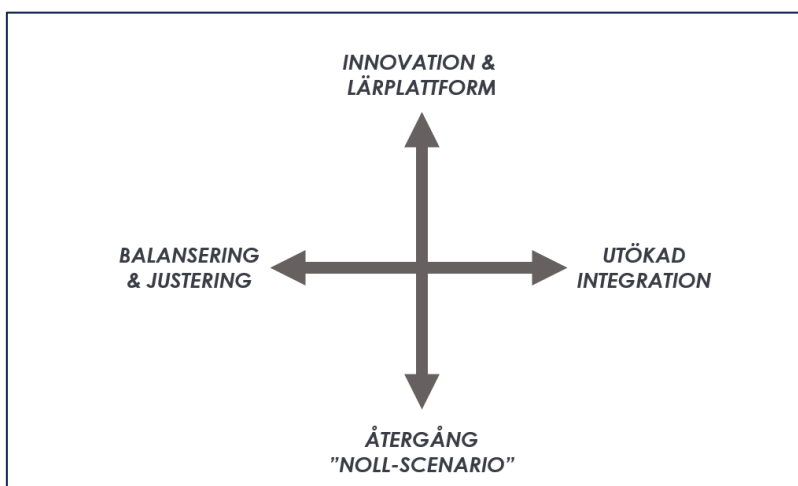 INNOVATION &
LÄRPLATTFORM
BALANSERING
& JUSTERING
UTÖKAD
INTEGRATION
ÅTERGÅNG
”NOLL-SCENARIO”